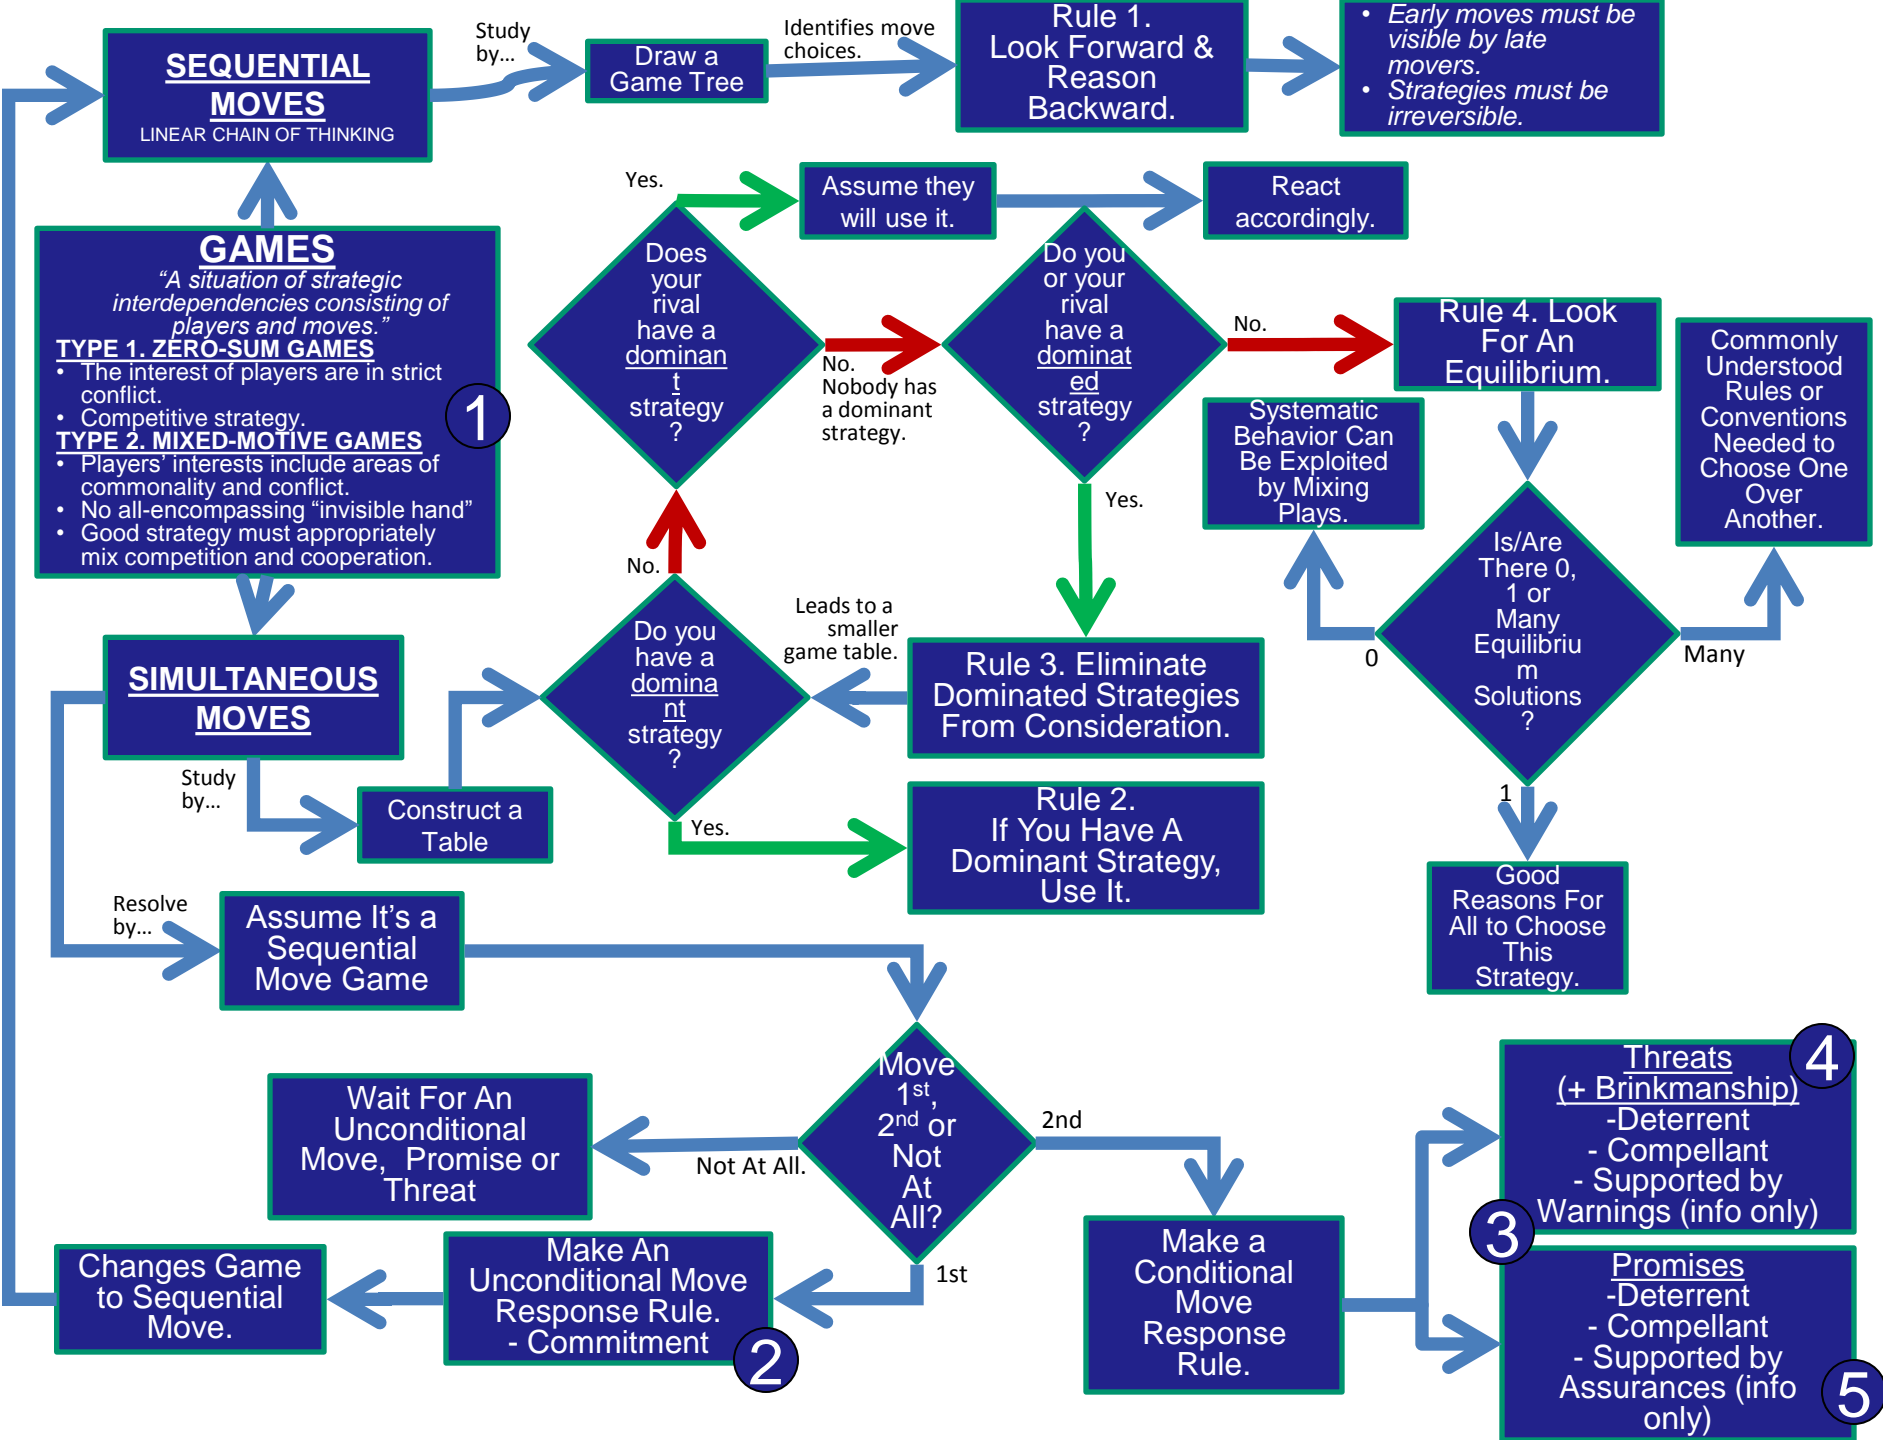 SEQUENTIAL
MOVES
LINEAR CHAIN OF THINKING
Study
by...
Draw a
Game Tree
Identifies move
choices.
Rule 1.
Look Forward &
Reason
Backward.
• Early moves must be
visible by late
movers.
• Strategies must be
irreversible.
GAMES
“A situation of strategic
interdependencies consisting of
players and moves.”
TYPE 1. ZERO-SUM GAMES
• The interest of players are in strict
conflict.
• Competitive strategy.
TYPE 2. MIXED-MOTIVE GAMES
• Players’ interests include areas of
commonality and conflict.
• No all-encompassing “invisible hand”
• Good strategy must appropriately
mix competition and cooperation.
1
Yes.
Assume they
will use it.
React
accordingly.
Does
your
rival
have a
dominan
t
strategy
?
No.
Nobody has
a dominant
strategy.
Do you
or your
rival
have a
dominat
ed
strategy
?
No.
Rule 4. Look
For An
Equilibrium.
Commonly
Understood
Rules or
Conventions
Needed to
Choose One
Over
Another.
Systematic
Behavior Can
Be Exploited
by Mixing
Plays.
Yes.
No.
Is/Are
There 0,
1 or
Many
Equilibriu
m
Solutions
?
0
Many
1
Good
Reasons For
All to Choose
This
Strategy.
SIMULTANEOUS
MOVES
Study
by...
Construct a
Table
Do you
have a
domina
nt
strategy
?
Leads to a
smaller
game table.
Rule 3. Eliminate
Dominated Strategies
From Consideration.
Yes.
Rule 2.
If You Have A
Dominant Strategy,
Use It.
Resolve
by...
Assume It’s a
Sequential
Move Game
Move
1st,
2nd or
Not
At
All?
Not At All.
Wait For An
Unconditional
Move, Promise or
Threat
2nd
1st
Make An
Unconditional Move
Response Rule.
- Commitment
2
Changes Game
to Sequential
Move.
Make a
Conditional
Move
Response
Rule.
3
Threats
(+ Brinkmanship)
-Deterrent
- Compellant
- Supported by
Warnings (info only)
4
Promises
-Deterrent
- Compellant
- Supported by
Assurances (info
only)
5